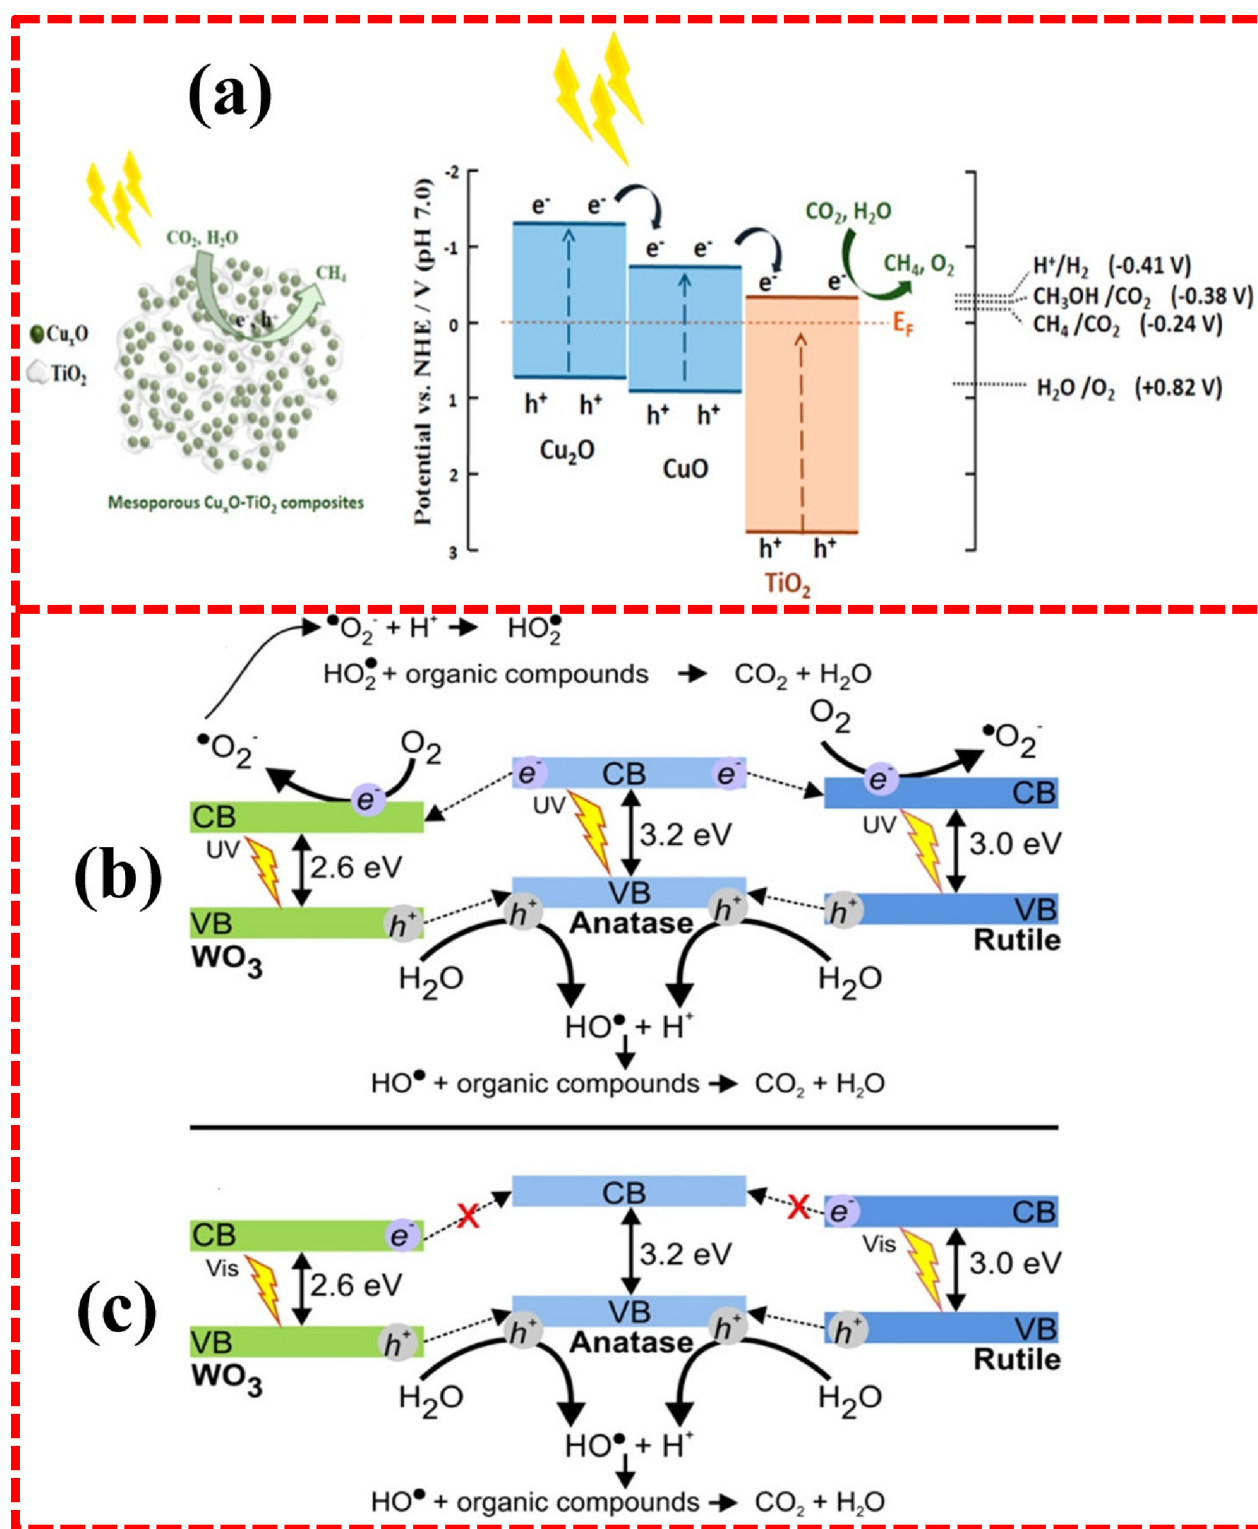 (a)
CO₂, H₂O
CH₄
e⁻, h⁺
CuₓO
TiO₂
Mesoporous CuₓO-TiO₂ composites
Potential vs. NHE / V (pH 7.0)
-2
-1
0
1
2
3
e⁻ e⁻
h⁺ h⁺
Cu₂O
e⁻ e⁻
h⁺ h⁺
CuO
e⁻ e⁻
h⁺ h⁺
TiO₂
CO₂, H₂O
CH₄, O₂
E_F
H⁺/H₂ (-0.41 V)
CH₃OH /CO₂ (-0.38 V)
CH₄ /CO₂ (-0.24 V)
H₂O /O₂ (+0.82 V)
•O₂⁻ + H⁺ → HO₂•
HO₂• + organic compounds → CO₂ + H₂O
(b)
•O₂⁻
O₂
e⁻
CB
UV
2.6 eV
VB
h⁺
WO₃
e⁻ CB e⁻
UV
3.2 eV
VB
h⁺ Anatase h⁺
O₂
•O₂⁻
e⁻
CB
UV
3.0 eV
h⁺ VB
Rutile
H₂O
H₂O
HO• + H⁺
HO• + organic compounds → CO₂ + H₂O
(c)
CB e⁻
Vis
2.6 eV
VB h⁺
WO₃
X
CB
3.2 eV
VB
h⁺ Anatase h⁺
X
e⁻ CB
Vis
3.0 eV
h⁺ VB
Rutile
H₂O
H₂O
HO• + H⁺
HO• + organic compounds → CO₂ + H₂O